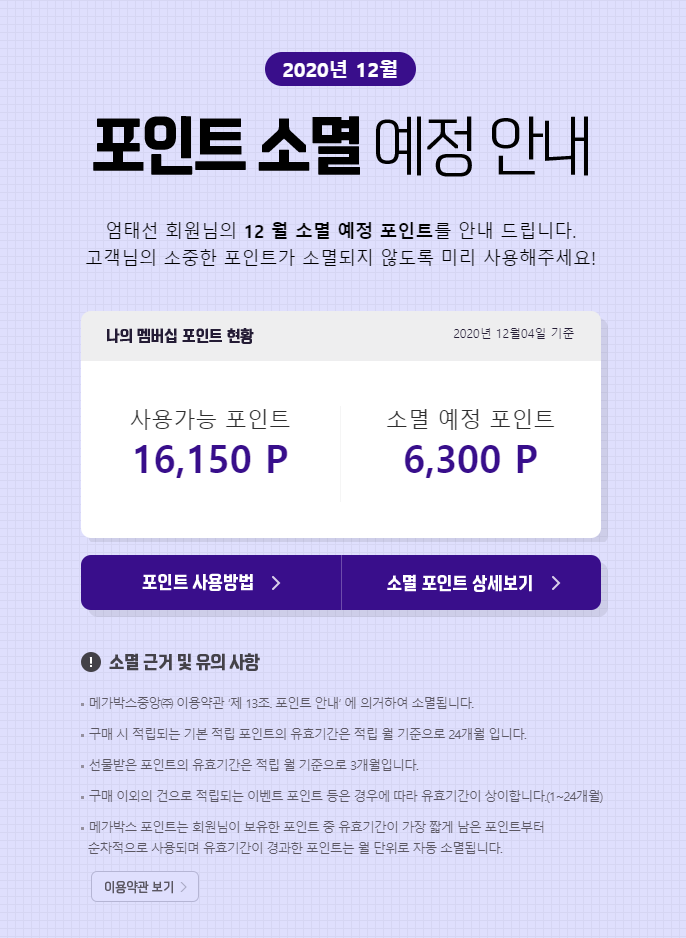 2020년 12월
포인트 소멸 예정 안내
엄태선 회원님의 12 월 소멸 예정 포인트를 안내 드립니다.
고객님의 소중한 포인트가 소멸되지 않도록 미리 사용해주세요!
나의 멤버십 포인트 현황
2020년 12월04일 기준
사용가능 포인트
16,150 P
소멸 예정 포인트
6,300 P
포인트 사용방법 >
소멸 포인트 상세보기 >
! 소멸 근거 및 유의 사항
▪ 메가박스중앙㈜ 이용약관 '제 13조. 포인트 안내' 에 의거하여 소멸됩니다.
▪ 구매 시 적립되는 기본 적립 포인트의 유효기간은 적립 월 기준으로 24개월 입니다.
▪ 선물받은 포인트의 유효기간은 적립 월 기준으로 3개월입니다.
▪ 구매 이외의 건으로 적립되는 이벤트 포인트 등은 경우에 따라 유효기간이 상이합니다.(1~24개월)
▪ 메가박스 포인트는 회원님이 보유한 포인트 중 유효기간이 가장 짧게 남은 포인트부터
순차적으로 사용되며 유효기간이 경과한 포인트는 월 단위로 자동 소멸됩니다.
이용약관 보기 >